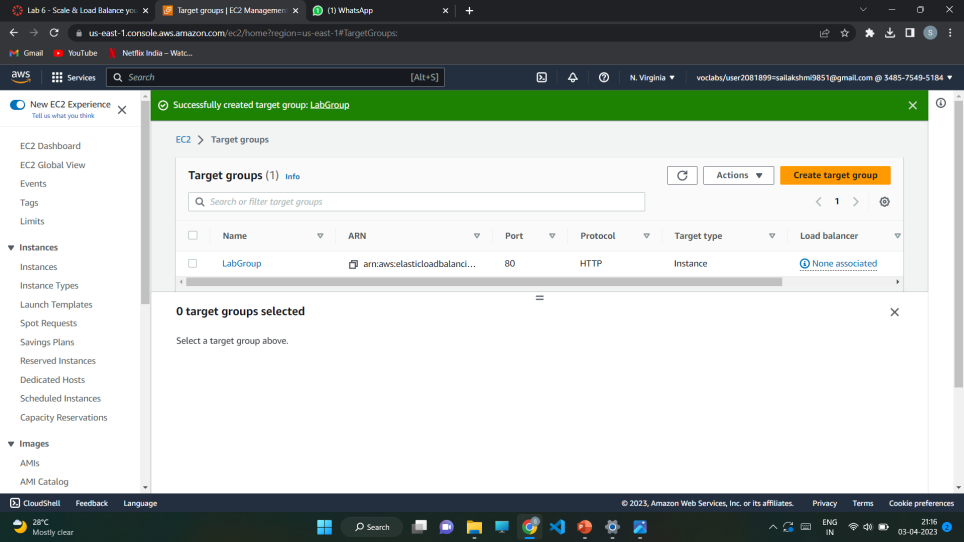 Lab 6 - Scale & Load Balance you
Target groups | EC2 Management
(1) WhatsApp
us-east-1.console.aws.amazon.com/ec2/home?region=us-east-1#TargetGroups:
S
Gmail
YouTube
Netflix India – Watc...
aws
Services
Search
[Alt+S]
N. Virginia
voclabs/user2081899=sailakshmi9851@gmail.com @ 3485-7549-5184
New EC2 Experience
Tell us what you think
EC2 Dashboard
EC2 Global View
Events
Tags
Limits
Instances
Instances
Instance Types
Launch Templates
Spot Requests
Savings Plans
Reserved Instances
Dedicated Hosts
Scheduled Instances
Capacity Reservations
Images
AMIs
AMI Catalog
Successfully created target group: LabGroup
EC2
Target groups
Target groups (1) Info
Actions
Create target group
Search or filter target groups
1
Name
ARN
Port
Protocol
Target type
Load balancer
LabGroup
arn:aws:elasticloadbalanci...
80
HTTP
Instance
None associated
0 target groups selected
Select a target group above.
CloudShell
Feedback
Language
© 2023, Amazon Web Services, Inc. or its affiliates.
Privacy
Terms
Cookie preferences
28°C
Mostly clear
Search
ENG
IN
21:16
03-04-2023
2